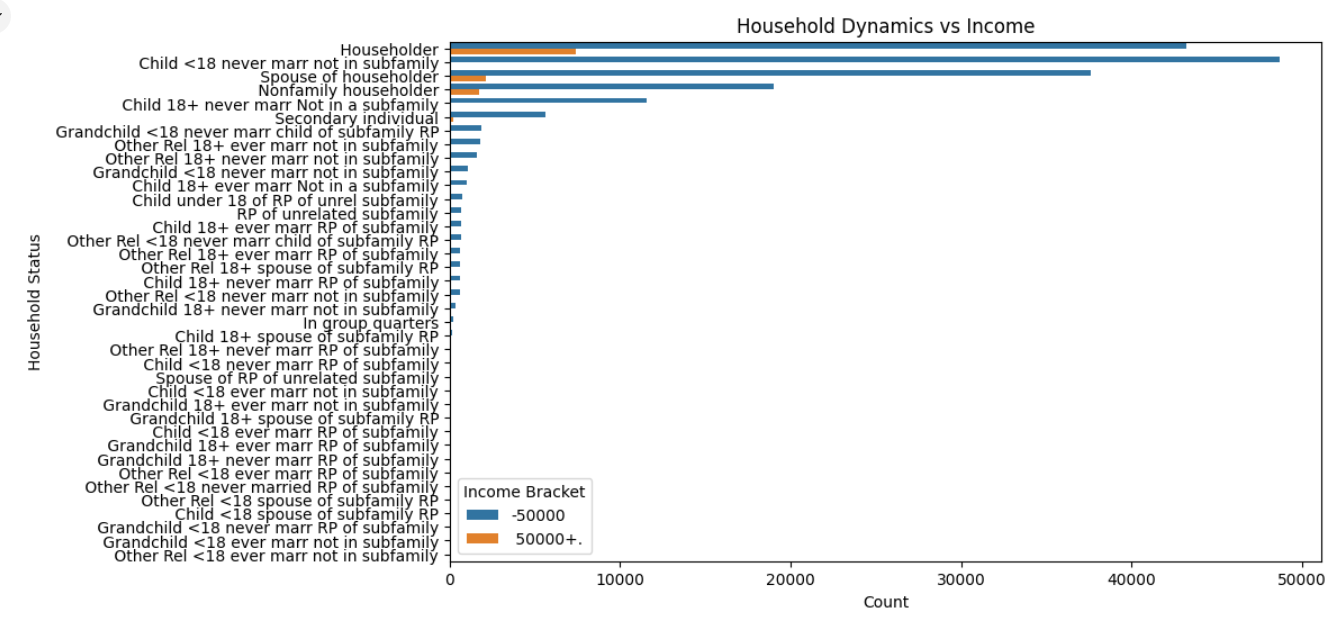 Household Dynamics vs Income
Householder
Child <18 never marr not in subfamily
Spouse of householder
Nonfamily householder
Child 18+ never marr Not in a subfamily
Secondary individual
Grandchild <18 never marr child of subfamily RP
Other Rel 18+ ever marr not in subfamily
Other Rel 18+ never marr not in subfamily
Grandchild <18 never marr not in subfamily
Child 18+ ever marr Not in a subfamily
Child under 18 of RP of unrel subfamily
RP of unrelated subfamily
Child 18+ ever marr RP of subfamily
Other Rel <18 never marr child of subfamily RP
Other Rel 18+ ever marr RP of subfamily
Other Rel 18+ spouse of subfamily RP
Child 18+ never marr RP of subfamily
Other Rel <18 never marr not in subfamily
Grandchild 18+ never marr not in subfamily
In group quarters
Child 18+ spouse of subfamily RP
Other Rel 18+ never marr RP of subfamily
Child <18 never marr RP of subfamily
Spouse of RP of unrelated subfamily
Child <18 ever marr not in subfamily
Grandchild 18+ ever marr not in subfamily
Grandchild 18+ spouse of subfamily RP
Child <18 ever marr RP of subfamily
Grandchild 18+ ever marr RP of subfamily
Grandchild 18+ never marr RP of subfamily
Other Rel <18 ever marr RP of subfamily
Other Rel <18 never married RP of subfamily
Other Rel <18 spouse of subfamily RP
Child <18 spouse of subfamily RP
Grandchild <18 never marr RP of subfamily
Grandchild <18 ever marr not in subfamily
Other Rel <18 ever marr not in subfamily
Household Status
Income Bracket
-50000
50000+.
0 10000 20000 30000 40000 50000
Count